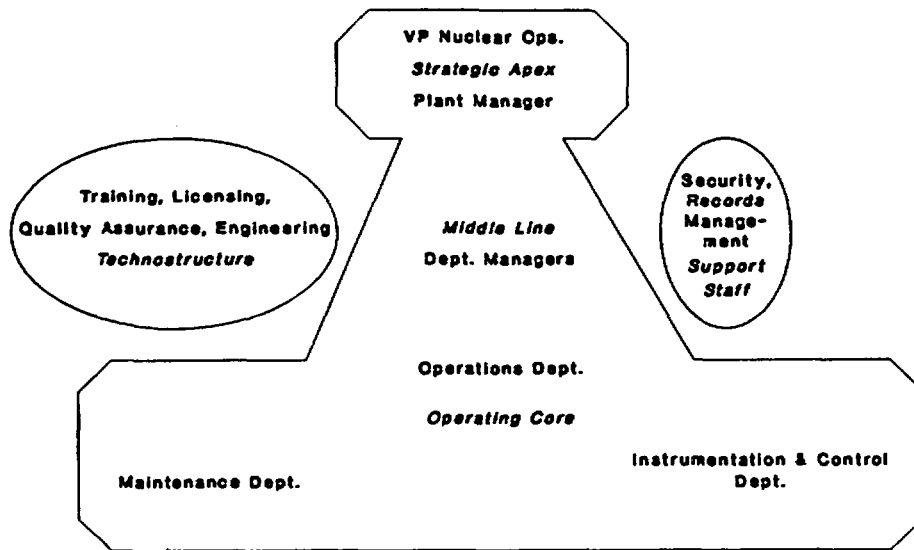 VP Nuclear Ops.
Strategic Apex
Plant Manager
Training, Licensing,
Quality Assurance, Engineering
Technostructure
Middle Line
Dept. Managers
Security,
Records
Manage-
ment
Support
Staff
Operations Dept.
Operating Core
Maintenance Dept.
Instrumentation & Control
Dept.